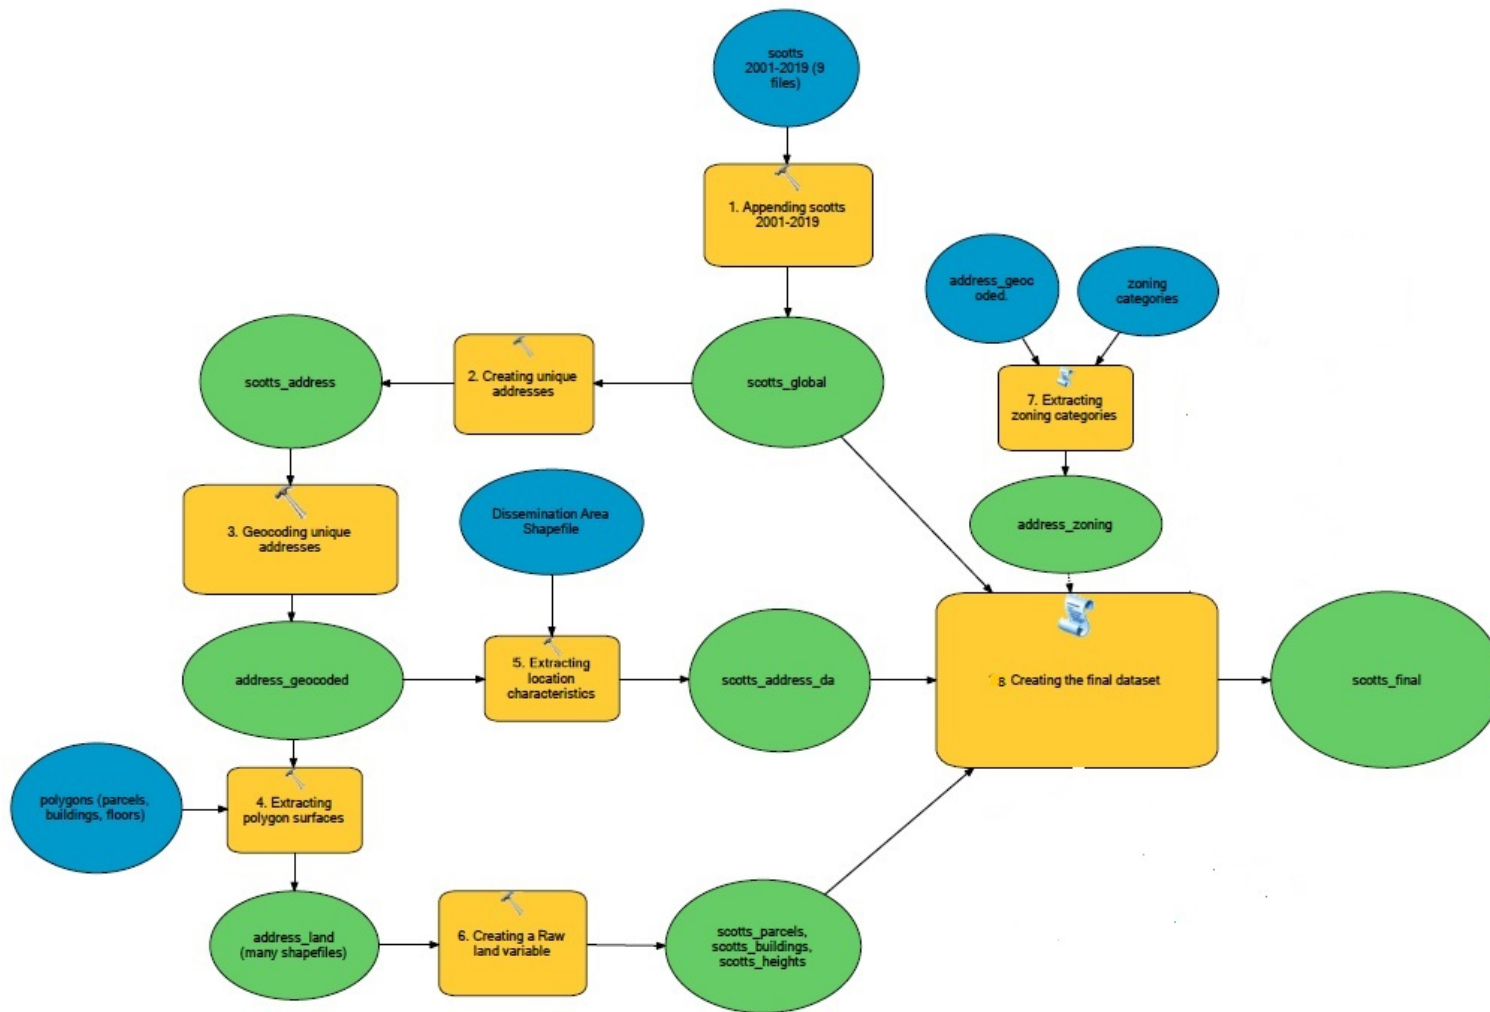 scotts
2001-2019 (9
files)
1. Appending scotts
2001-2019
address_geoc
oded.
zoning
categories
scotts_address
2. Creating unique
addresses
scotts_global
7. Extracting
zoning categories
3. Geocoding unique
addresses
Dissemination Area
Shapefile
address_zoning
address_geocoded
5. Extracting
location
characteristics
scotts_address_da
8 Creating the final dataset
scotts_final
polygons (parcels,
buildings, floors)
4. Extracting
polygon surfaces
address_land
(many shapefiles)
6. Creating a Raw
land variable
scotts_parcels,
scotts_buildings,
scotts_heights